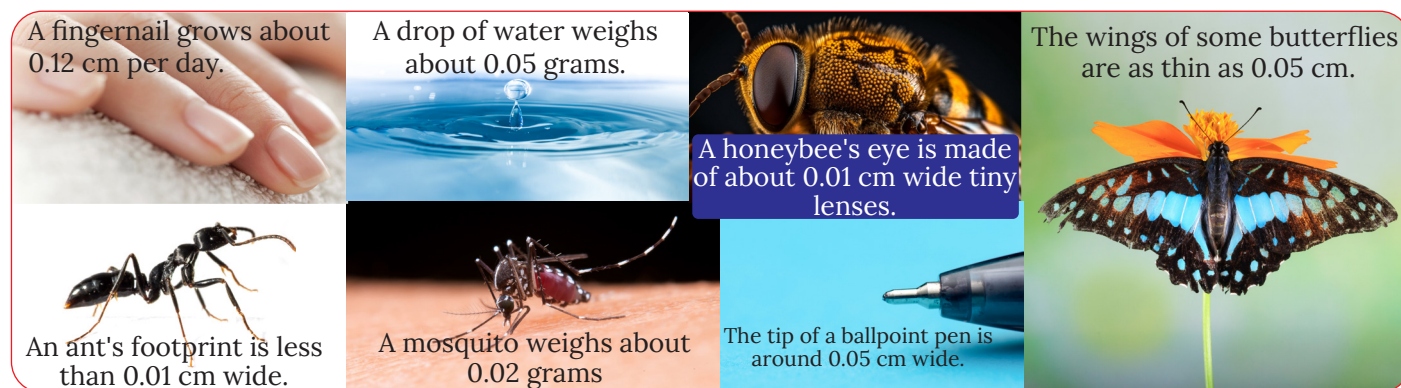 A fingernail grows about
0.12 cm per day.
A drop of water weighs
about 0.05 grams.
A honeybee's eye is made
of about 0.01 cm wide tiny
lenses.
The wings of some butterflies
are as thin as 0.05 cm.
An ant's footprint is less
than 0.01 cm wide.
A mosquito weighs about
0.02 grams
The tip of a ballpoint pen is
around 0.05 cm wide.